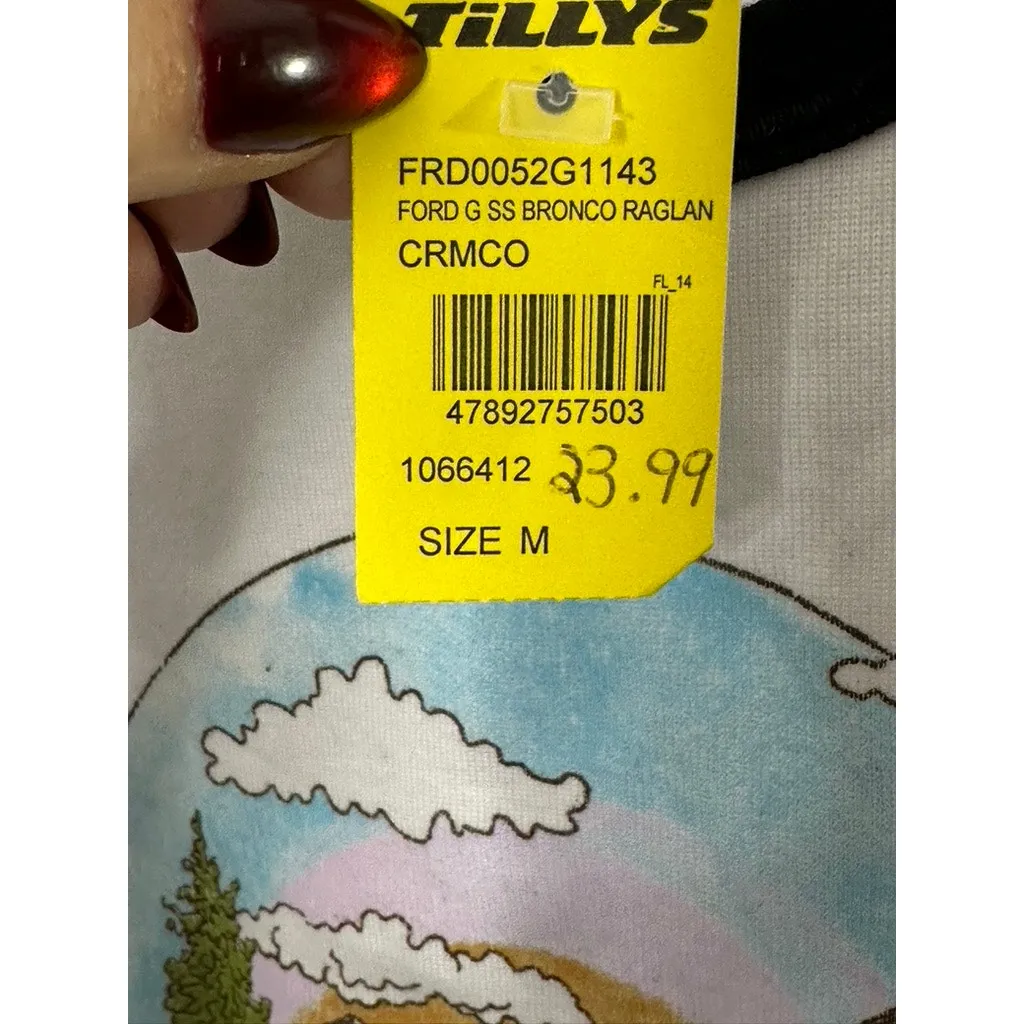 TiLLYS
FRD0052G1143
FORD G SS BRONCO RAGLAN
CRMCO
FL_14
47892757503
1066412 23.99
SIZE M